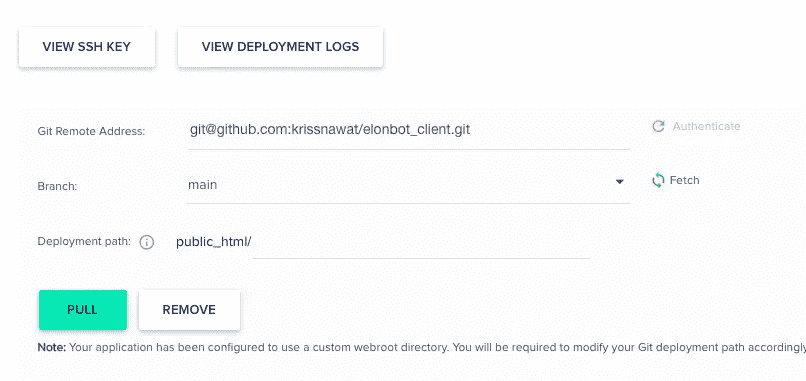 VIEW SSH KEY VIEW DEPLOYMENT LOGS
Git Remote Address: git@github.com:krissnawat/elonbot_client.git Authenticate
Branch: main Fetch
Deployment path: public_html/
PULL REMOVE
Note: Your application has been configured to use a custom webroot directory. You will be required to modify your Git deployment path accordingly